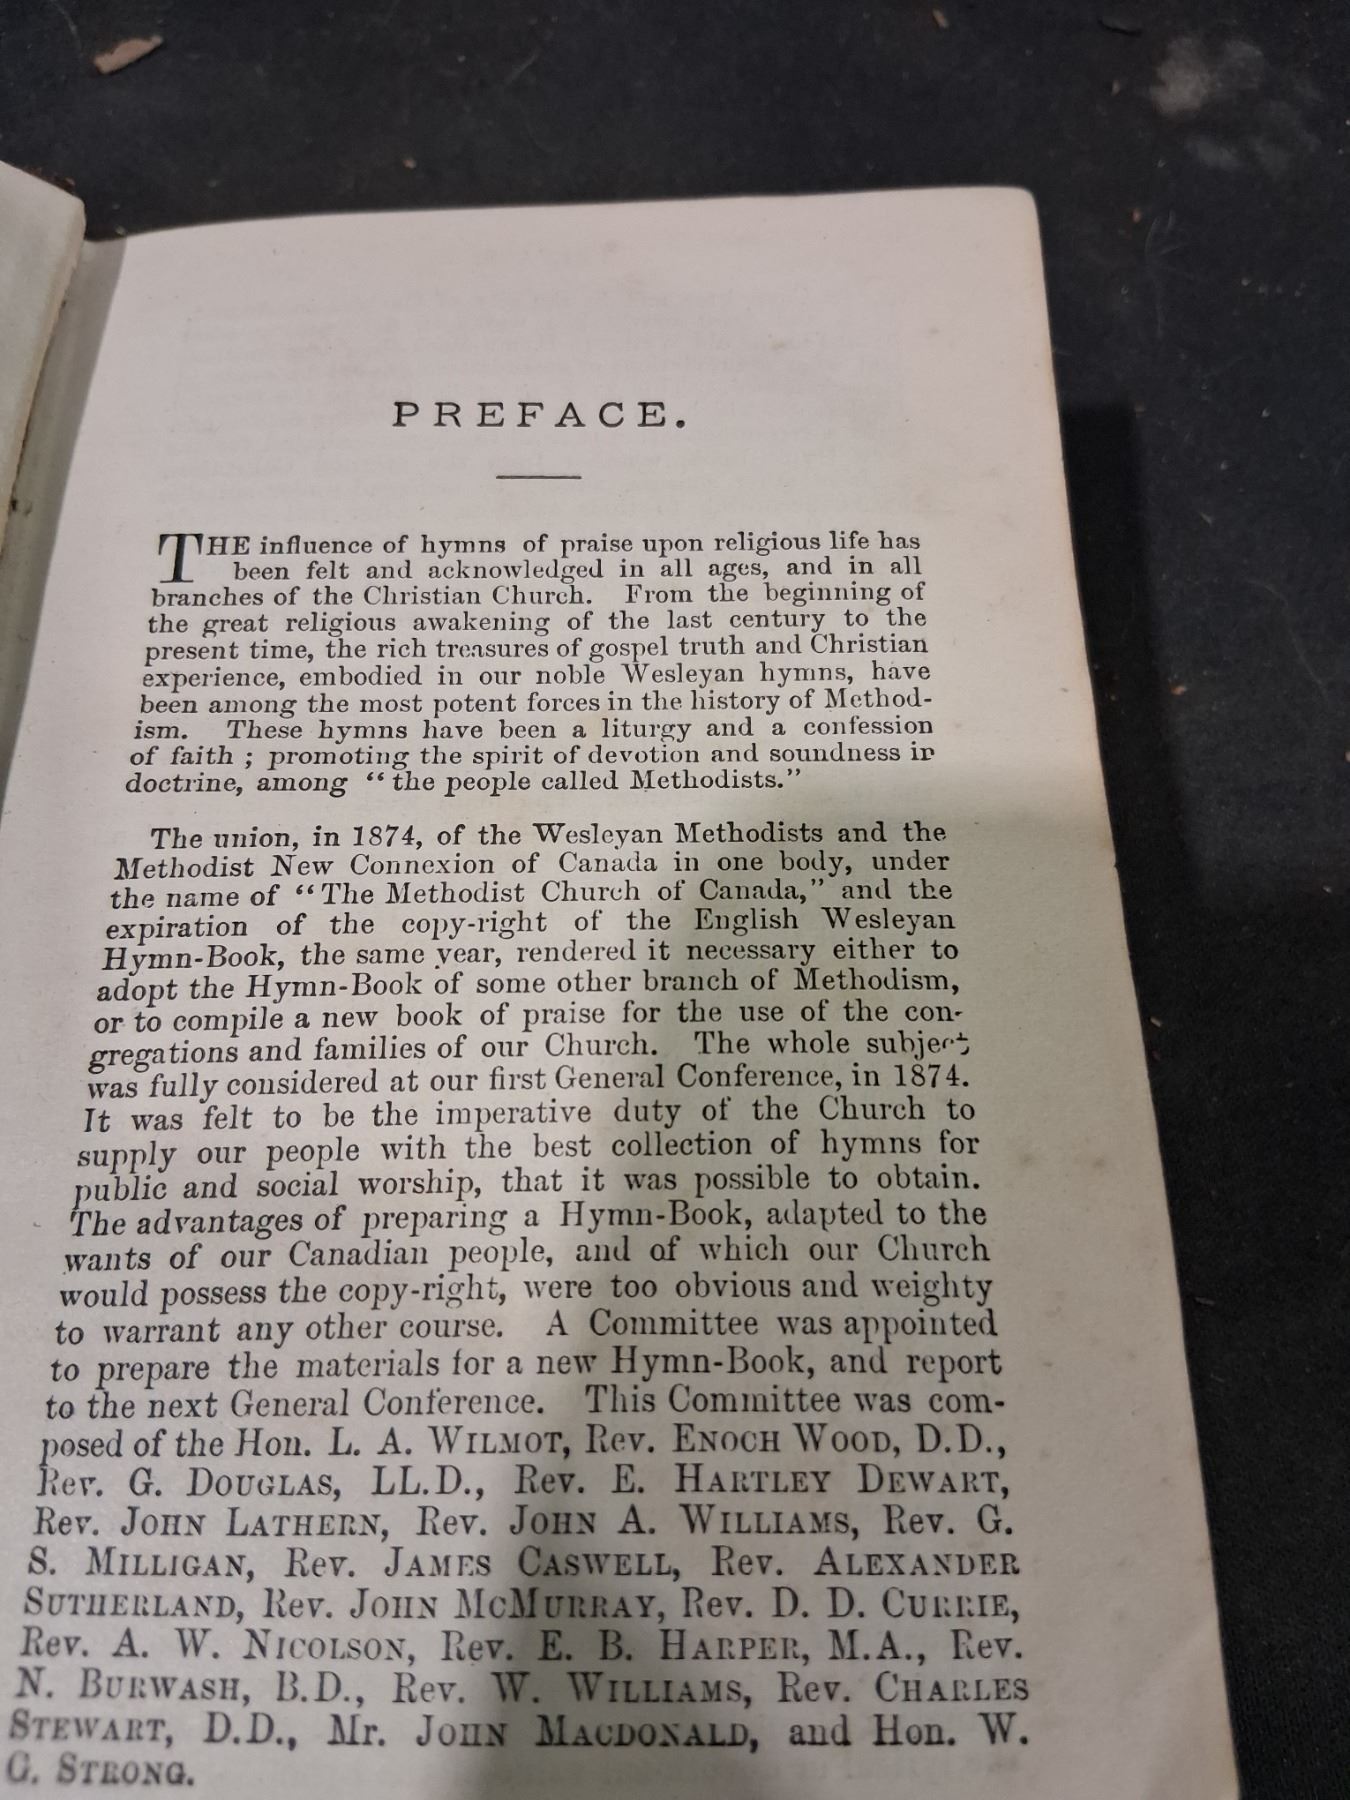 PREFACE.
THE influence of hymns of praise upon religious life has
been felt and acknowledged in all ages, and in all
branches of the Christian Church. From the beginning of
the great religious awakening of the last century to the
present time, the rich treasures of gospel truth and Christian
experience, embodied in our noble Wesleyan hymns, have
been among the most potent forces in the history of Method-
ism. These hymns have been a liturgy and a confession
of faith ; promoting the spirit of devotion and soundness in
doctrine, among “the people called Methodists.”
The union, in 1874, of the Wesleyan Methodists and the
Methodist New Connexion of Canada in one body, under
the name of “The Methodist Church of Canada,” and the
expiration of the copy-right of the English Wesleyan
Hymn-Book, the same year, rendered it necessary either to
adopt the Hymn-Book of some other branch of Methodism,
or to compile a new book of praise for the use of the con-
gregations and families of our Church. The whole subject
was fully considered at our first General Conference, in 1874.
It was felt to be the imperative duty of the Church to
supply our people with the best collection of hymns for
public and social worship, that it was possible to obtain.
The advantages of preparing a Hymn-Book, adapted to the
wants of our Canadian people, and of which our Church
would possess the copy-right, were too obvious and weighty
to warrant any other course. A Committee was appointed
to prepare the materials for a new Hymn-Book, and report
to the next General Conference. This Committee was com-
posed of the Hon. L. A. WILMOT, Rev. ENOCH WOOD, D.D.,
Rev. G. DOUGLAS, LL.D., Rev. E. HARTLEY DEWART,
Rev. JOHN LATHERN, Rev. JOHN A. WILLIAMS, Rev. G.
S. MILLIGAN, Rev. JAMES CASWELL, Rev. ALEXANDER
SUTHERLAND, Rev. JOHN MCMURRAY, Rev. D. D. CURRIE,
Rev. A. W. NICOLSON, Rev. E. B. HARPER, M.A., Rev.
N. BURWASH, B.D., Rev. W. WILLIAMS, Rev. CHARLES
STEWART, D.D., Mr. JOHN MACDONALD, and Hon. W.
G. STRONG.